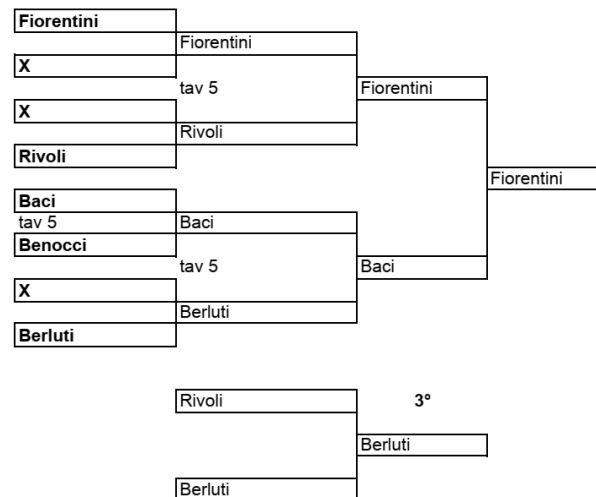 Fiorentini
Fiorentini
X
tav 5
Fiorentini
X
Rivoli
Rivoli
Fiorentini
Baci
tav 5
Baci
Benocci
tav 5
Baci
X
Berluti
Berluti
Rivoli
3°
Berluti
Berluti